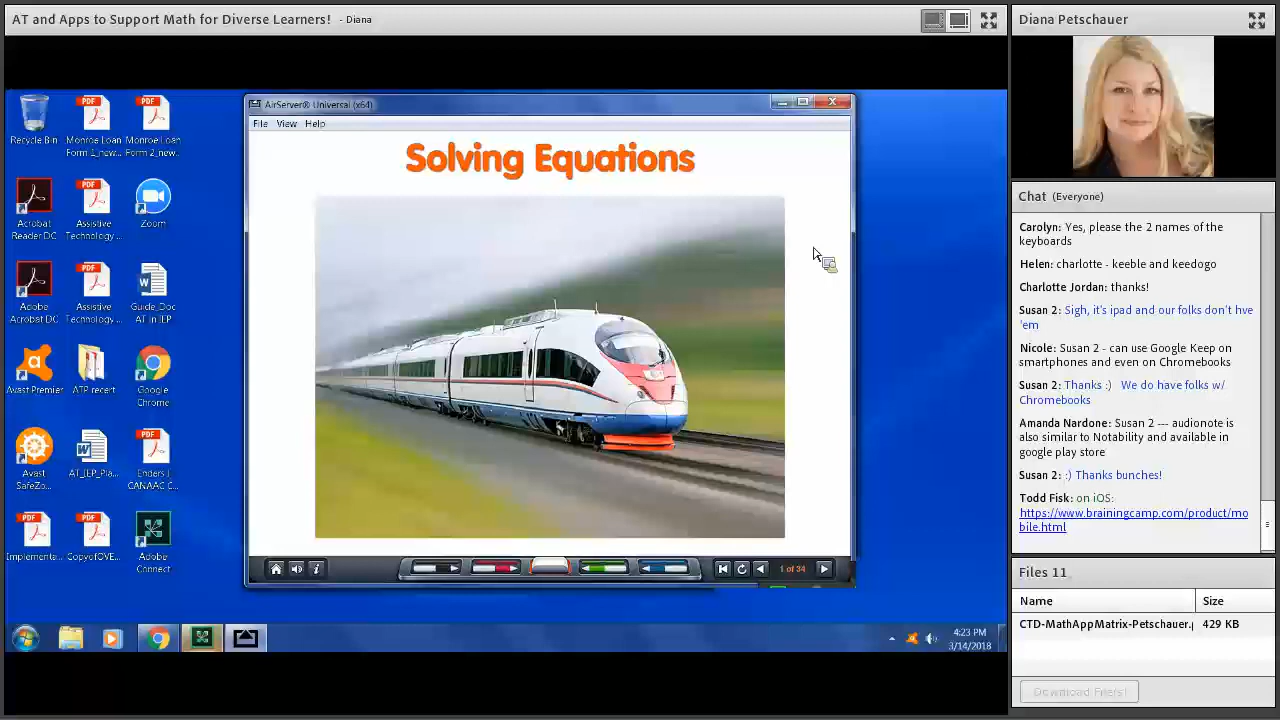 AT and Apps to Support Math for Diverse Learners! - Diana
Recycle Bin
Monroe Loan
Form 1_new...
Monroe Loan
Form 2_new..
Acrobat
Reader DC
Assistive
Technology ...
Zoom
Adobe
Acrobat DC
Assistive
Technology ...
Guide_Doc
AT in IEP
Avast Premier
ATP recert
Google
Chrome
Avast
SafeZo...
AT_IEP_Pla...
Enders J
CANAAC C...
Implemente...
CopyofOVE...
Adobe
Connect
AirServer® Universal (x64)
File View Help
Solving Equations
1 of 34
4:23 PM
3/14/2018
Diana Petschauer
Chat (Everyone)
Carolyn: Yes, please the 2 names of the
keyboards
Helen: charlotte - keeble and keedogo
Charlotte Jordan: thanks!
Susan 2: Sigh, it's ipad and our folks don't hve
'em
Nicole: Susan 2 - can use Google Keep on
smartphones and even on Chromebooks
Susan 2: Thanks :) We do have folks w/
Chromebooks
Amanda Nardone: Susan 2 --- audionote is
also similar to Notability and available in
google play store
Susan 2: :) Thanks bunches!
Todd Fisk: on iOS:
https://www.brainingcamp.com/product/mo
bile.html
Files 11
Name Size
CTD-MathAppMatrix-Petschauer.p 429 KB
Download File(s)